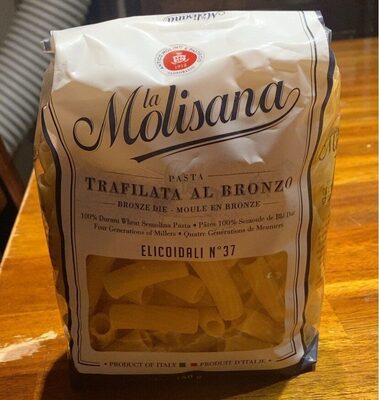 1912
la
Molisana
PASTA
TRAFILATA AL BRONZO
BRONZE DIE - MOULE EN BRONZE
100% Durum Wheat Semolina Pasta • Pâtes 100% Semoule de Blé Dur
Four Generations of Millers • Quatre Générations de Meuniers
ELICOIDALI N°37
• PRODUCT OF ITALY PRODUIT D'ITALIE •